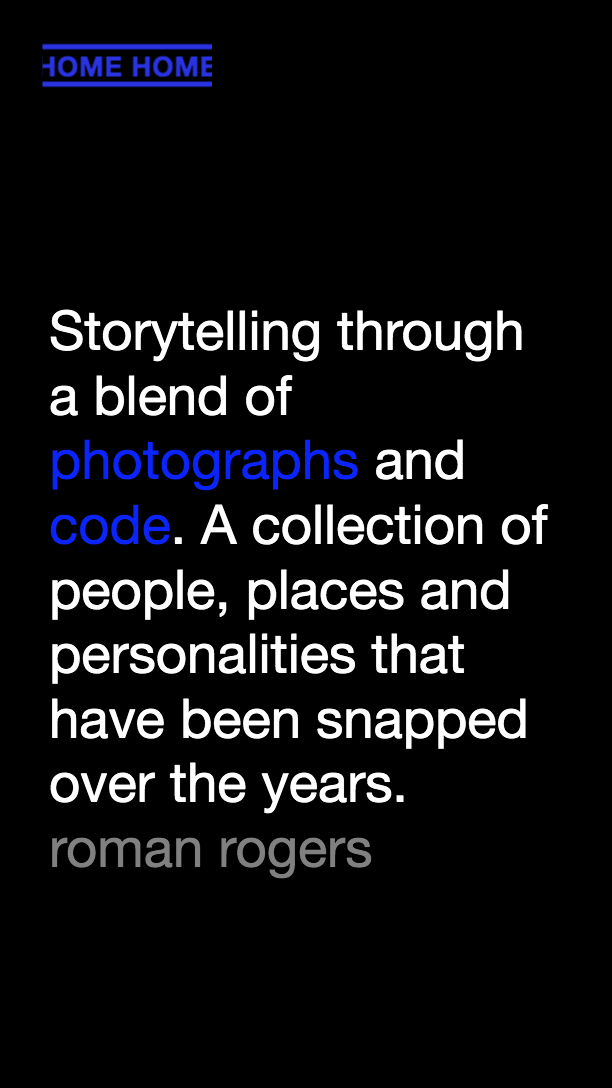 HOME HOME
Storytelling through
a blend of
photographs and
code. A collection of
people, places and
personalities that
have been snapped
over the years.
roman rogers